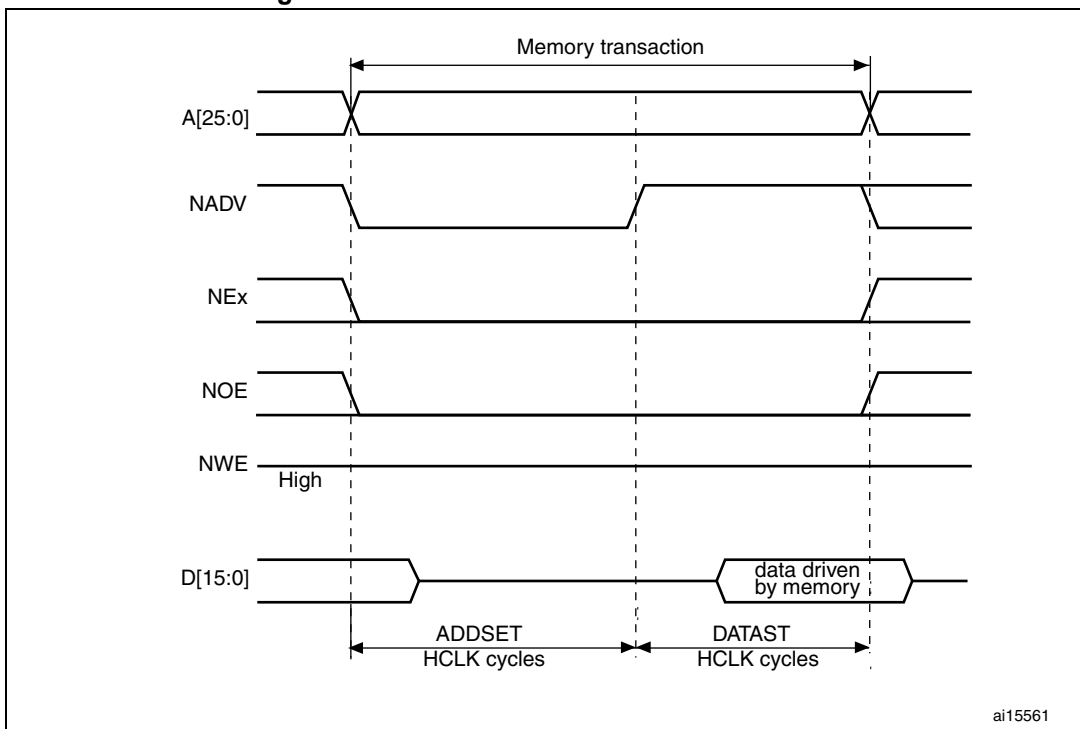 Memory transaction
A[25:0]
NADV
NEx
NOE
NWE
High
D[15:0]
data driven
by memory
ADDSET
HCLK cycles
DATAST
HCLK cycles
ai15561